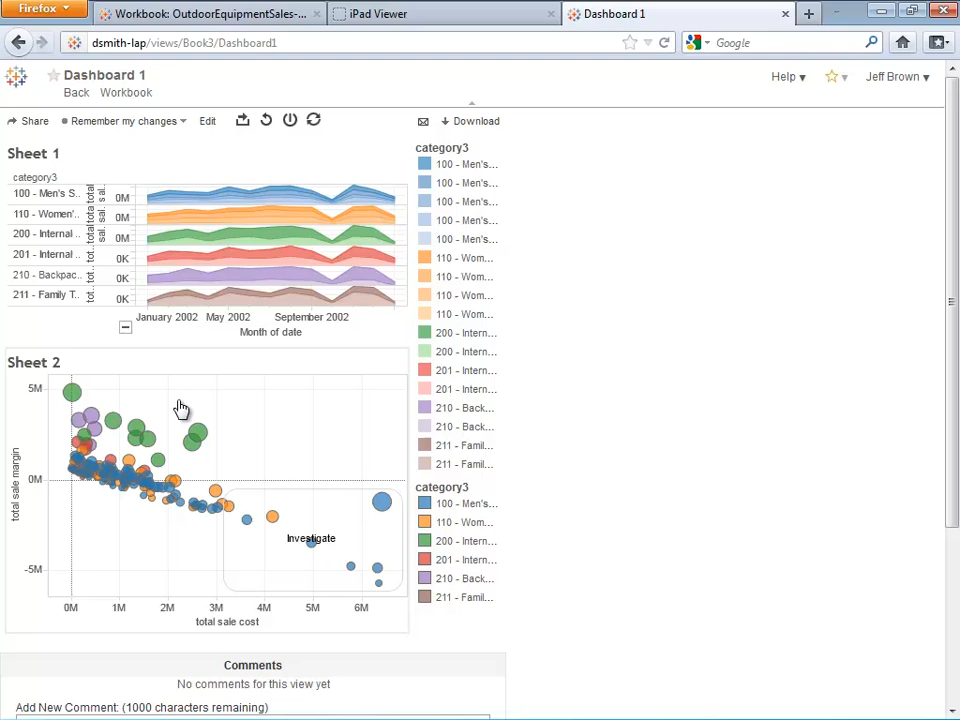 Firefox
Workbook: OutdoorEquipmentSales-...
iPad Viewer
Dashboard 1
dsmith-lap/views/Book3/Dashboard1
Google
Dashboard 1
Back Workbook
Help
Jeff Brown
Share
Remember my changes
Edit
Download
Sheet 1
category3
100 - Men's S..
110 - Women'..
200 - Internal ..
201 - Internal ..
210 - Backpac..
211 - Family T..
0M
0M
0M
0K
0K
0K
January 2002 May 2002 September 2002
Month of date
Sheet 2
total sale margin
5M
0M
-5M
Investigate
0M 1M 2M 3M 4M 5M 6M
total sale cost
category3
100 - Men's...
100 - Men's...
100 - Men's...
100 - Men's...
100 - Men's...
110 - Wom...
110 - Wom...
110 - Wom...
110 - Wom...
200 - Intern...
200 - Intern...
201 - Intern...
201 - Intern...
210 - Back...
210 - Back...
211 - Famil...
211 - Famil...
category3
100 - Men's...
110 - Wom...
200 - Intern...
201 - Intern...
210 - Back...
211 - Famil...
Comments
No comments for this view yet
Add New Comment: (1000 characters remaining)